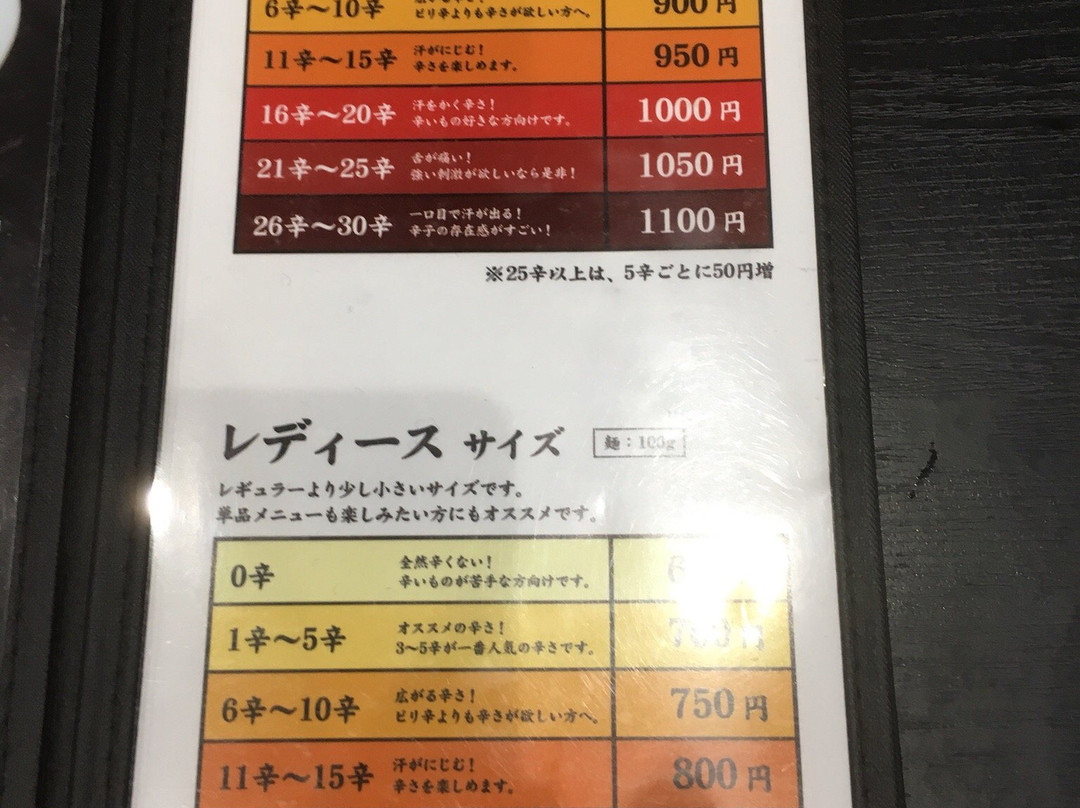 6辛～10辛
ピリ辛よりも辛さが欲しい方へ。
900円
11辛～15辛
汗がにじむ！
辛さを楽しめます。
950円
16辛～20辛
汗をかく辛さ！
辛いもの好きな方向けです。
1000円
21辛～25辛
舌が痛い！
強い刺激が欲しいなら是非！
1050円
26辛～30辛
一口目で汗が出る！
辛子の存在感がすごい！
1100円
※25辛以上は、5辛ごとに50円増
レディースサイズ
麺：100g
レギュラーより少し小さいサイズです。
単品メニューも楽しみたい方にもオススメです。
0辛
全然辛くない！
辛いものが苦手な方向けです。
1辛～5辛
オススメの辛さ！
3～5辛が一番人気の辛さです。
700円
6辛～10辛
広がる辛さ！
ピリ辛よりも辛さが欲しい方へ。
750円
11辛～15辛
汗がにじむ！
辛さを楽しめます。
800円